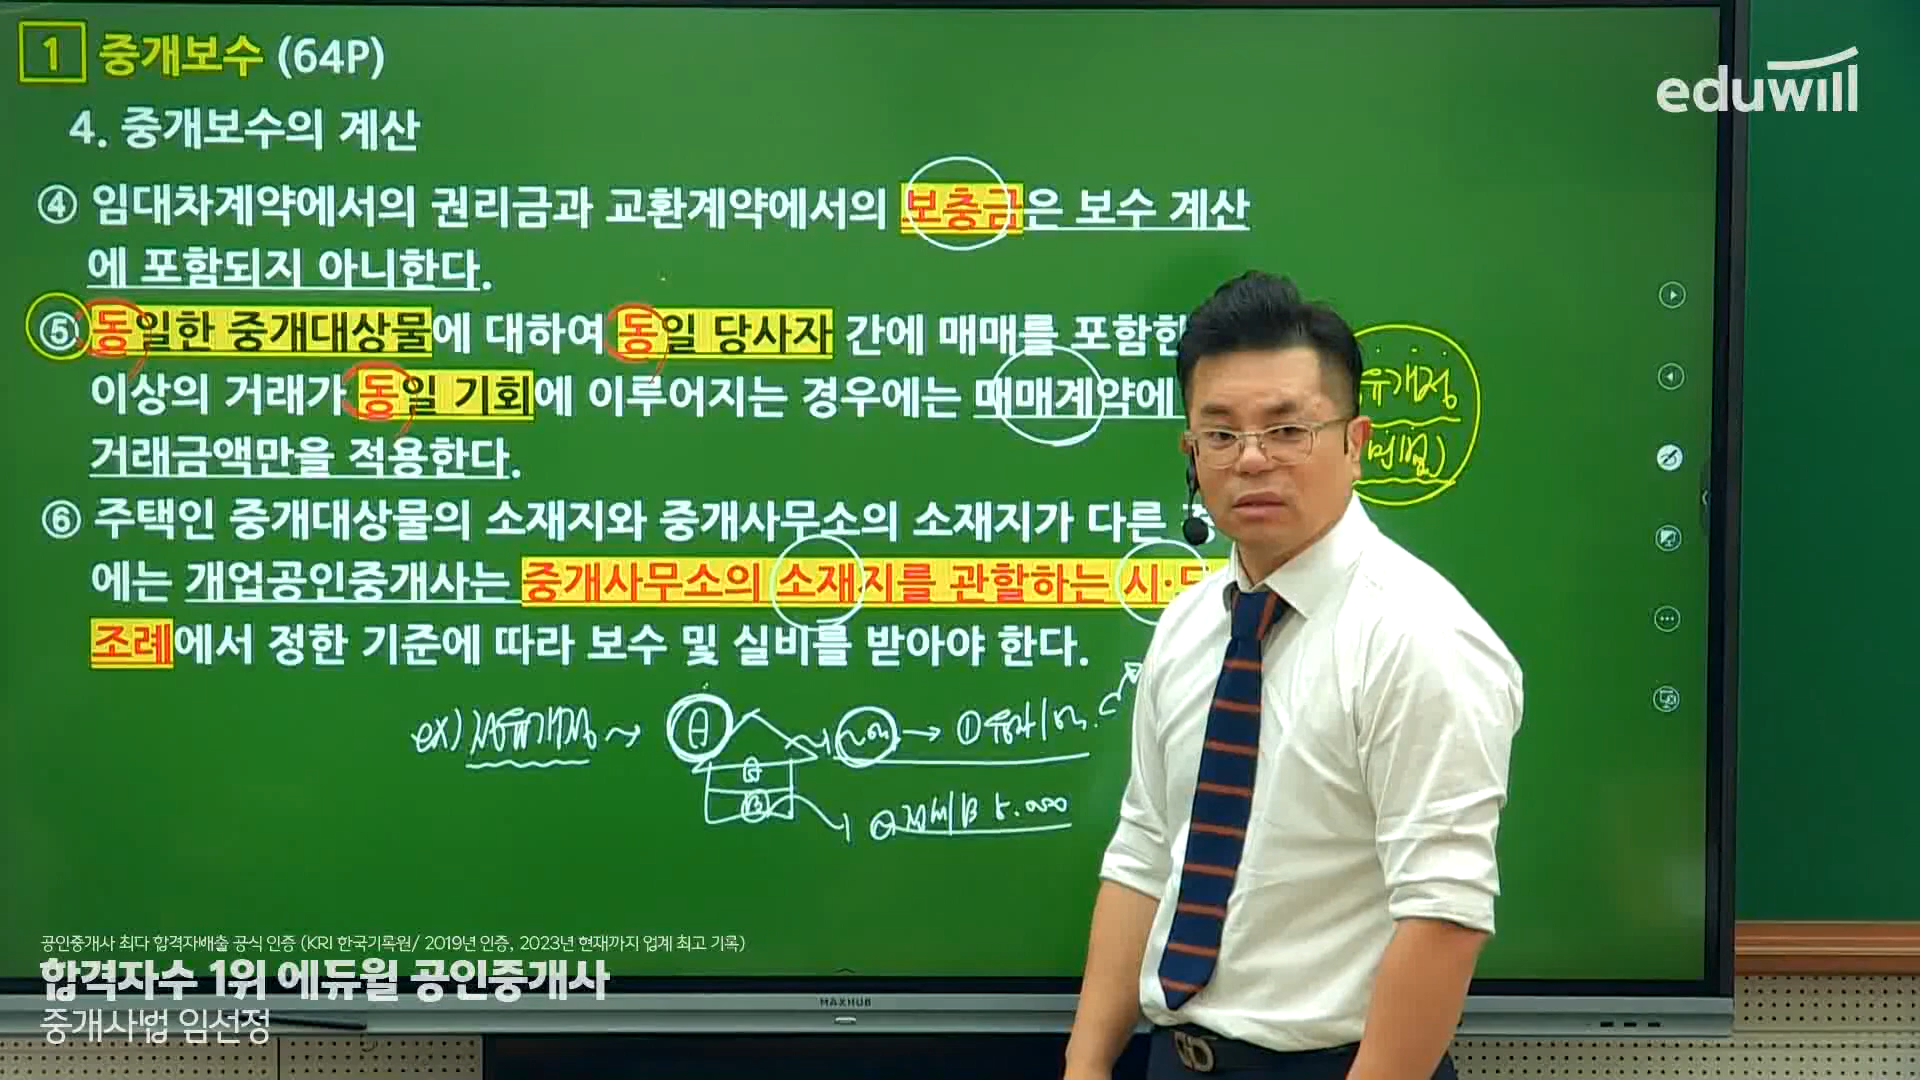 1 중개보수 (64P)
eduwill
4. 중개보수의 계산
④ 임대차계약에서의 권리금과 교환계약에서의 보충금은 보수 계산
에 포함되지 아니한다.
⑤ 동일한 중개대상물에 대하여 동일 당사자 간에 매매를 포함한
이상의 거래가 동일 기회에 이루어지는 경우에는 매매계약에
거래금액만을 적용한다.
⑥ 주택인 중개대상물의 소재지와 중개사무소의 소재지가 다른
에는 개업공인중개사는 중개사무소의 소재지를 관할하는 시·도
조례에서 정한 기준에 따라 보수 및 실비를 받아야 한다.
ex)
A
B
공인중개사 최다 합격자배출 공식 인증 (KRI 한국기록원/ 2019년 인증, 2023년 현재까지 업계 최고 기록)
합격자수 1위 에듀윌 공인중개사
중개사법 임선정
MAXHUB